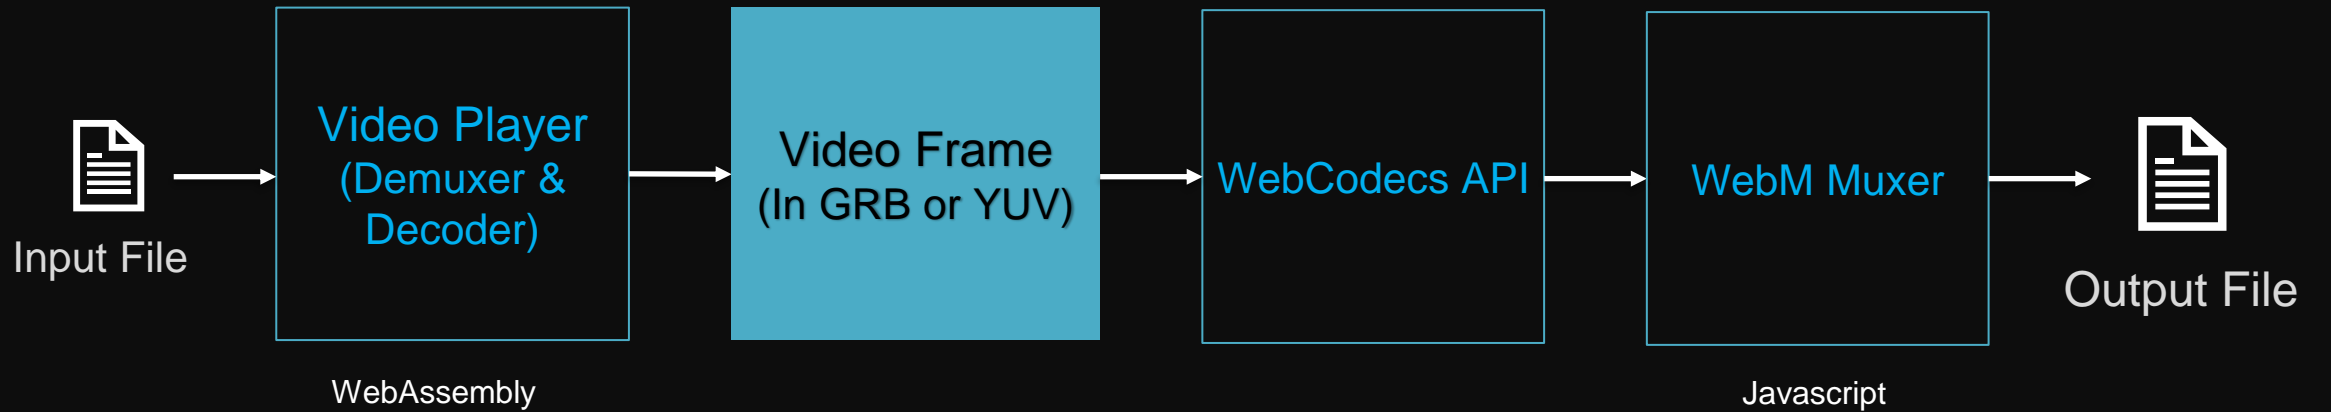 Input File
Video Player
(Demuxer &
Decoder)
WebAssembly
Video Frame
(In GRB or YUV)
WebCodecs API
WebM Muxer
Javascript
Output File